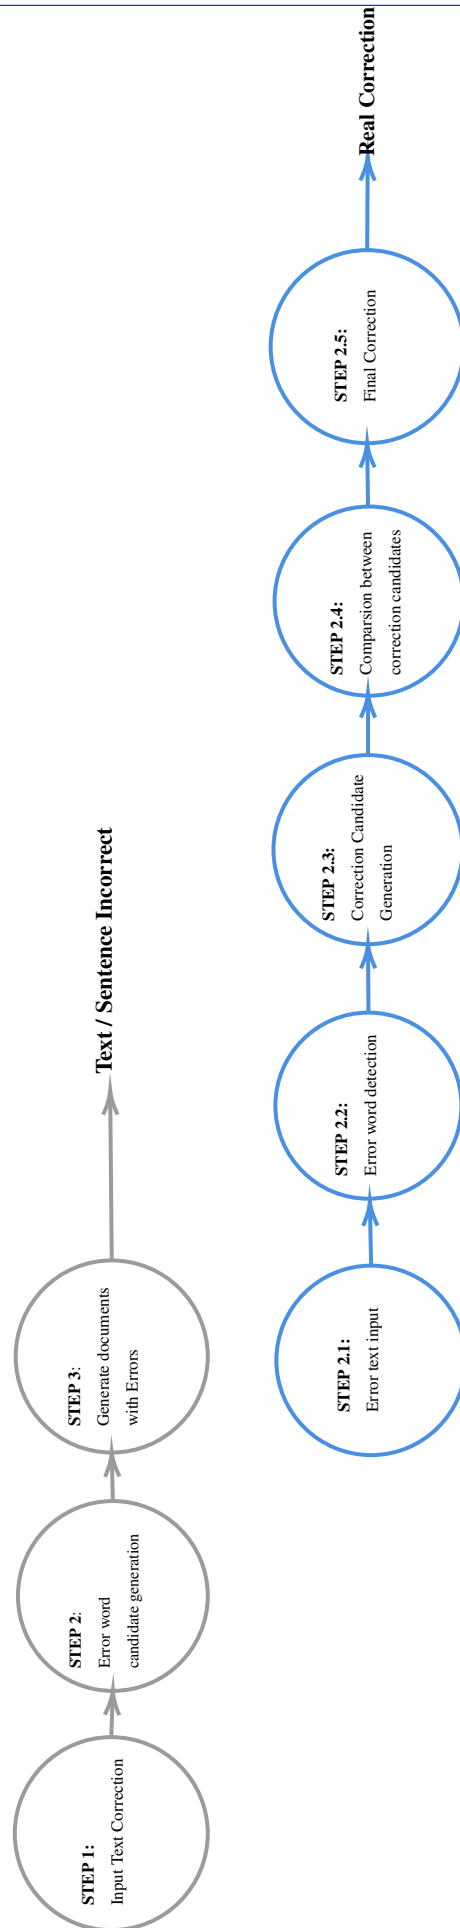 STEP 1:
Input Text Correction
STEP 2:
Error word
candidate generation
STEP 3:
Generate documents
with Errors
Text / Sentence Incorrect
STEP 2.1:
Error text input
STEP 2.2:
Error word detection
STEP 2.3:
Correction Candidate
Generation
STEP 2.4:
Comparsion between
correction candidates
STEP 2.5:
Final Correction
Real Correction